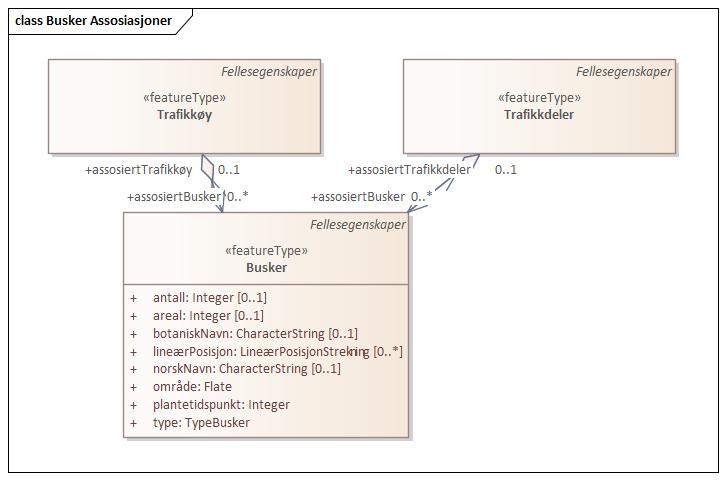 class Busker Assosiasjoner
Fellesegenskaper
«featureType»
Trafikkøy
Fellesegenskaper
«featureType»
Trafikkdeler
+assosiertTrafikkøy 0..1
+assosiertTrafikkdeler 0..1
+assosiertBusker 0..*
+assosiertBusker 0..*
Fellesegenskaper
«featureType»
Busker
+ antall: Integer [0..1]
+ areal: Integer [0..1]
+ botaniskNavn: CharacterString [0..1]
+ lineærPosisjon: LineærPosisjonStrekning [0..*]
+ norskNavn: CharacterString [0..1]
+ område: Flate
+ plantetidspunkt: Integer
+ type: TypeBusker